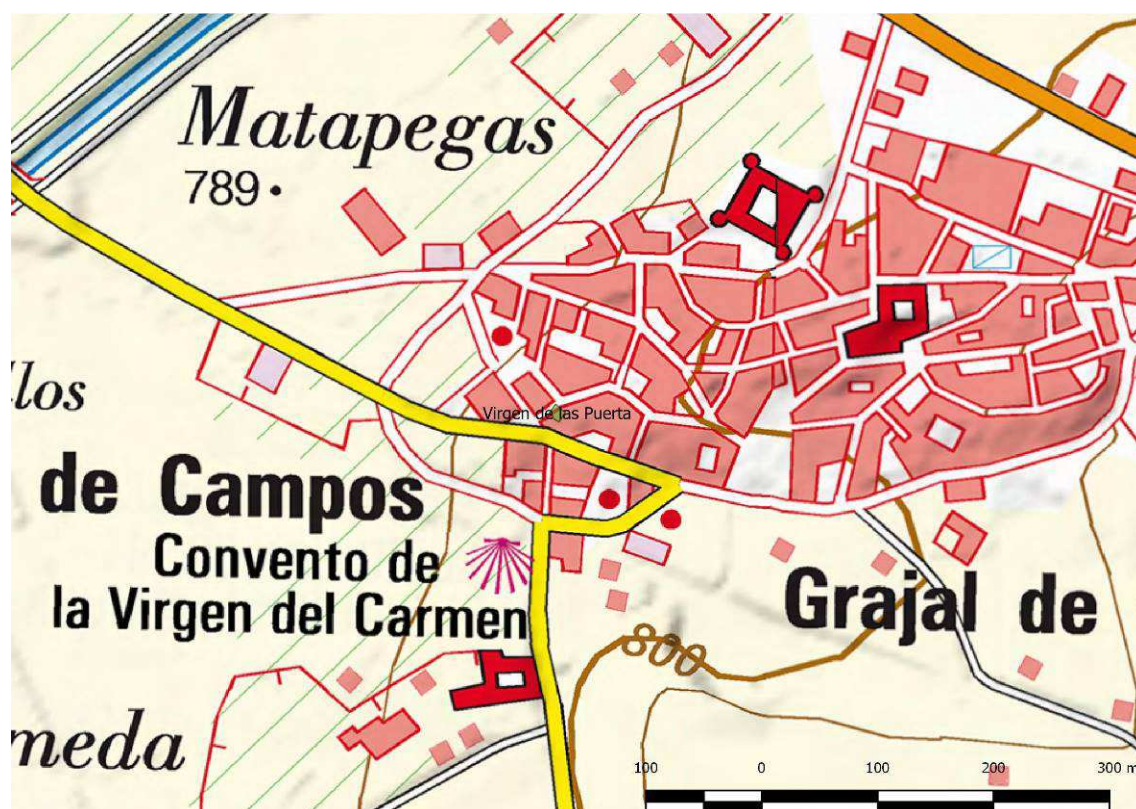 Matapegas
789
los
Virgen de las Puerta
de Campos
Convento de
la Virgen del Carmen
Grajal de
800
meda
100 0 100 200 300 m